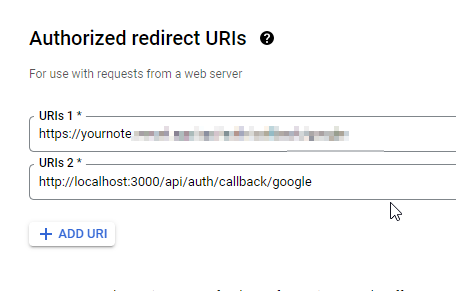 Authorized redirect URIs
For use with requests from a web server
URIs 1 *
https://yournote
URIs 2 *
http://localhost:3000/api/auth/callback/google
ADD URI